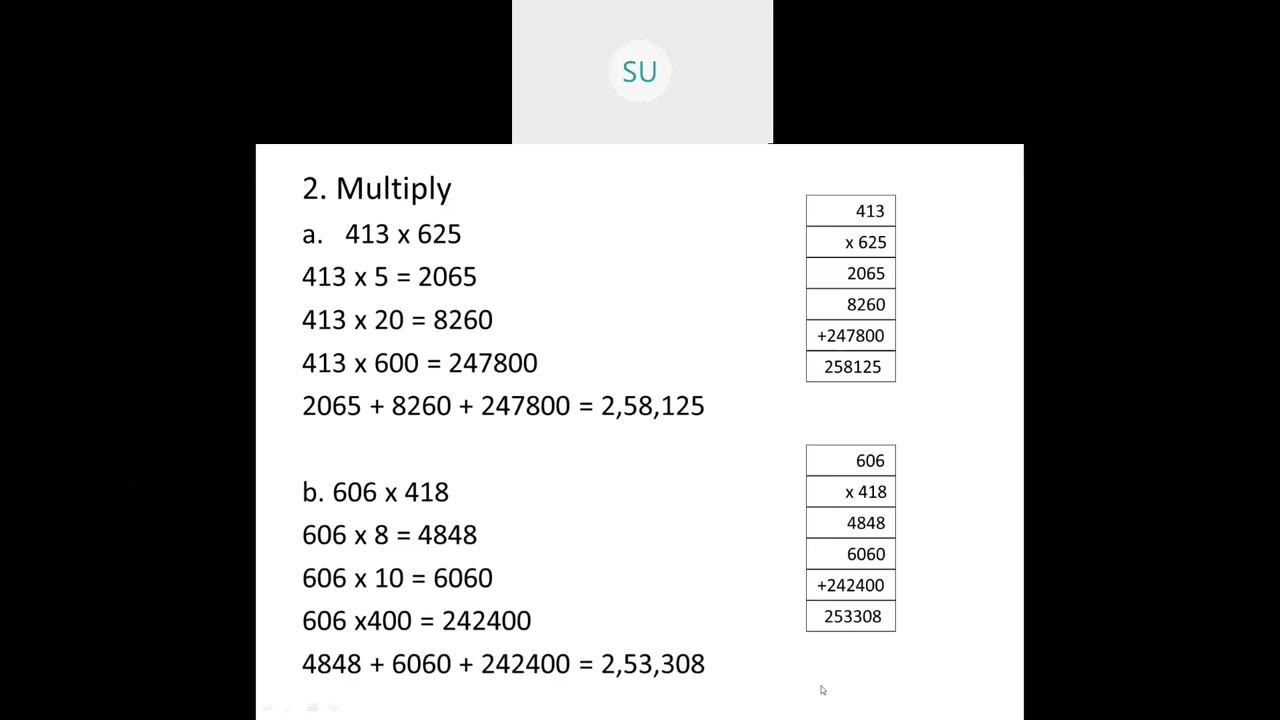 SU
2. Multiply
a. 413 x 625
413 x 5 = 2065
413 x 20 = 8260
413 x 600 = 247800
2065 + 8260 + 247800 = 2,58,125
413
x 625
2065
8260
+247800
258125
b. 606 x 418
606 x 8 = 4848
606 x 10 = 6060
606 x400 = 242400
4848 + 6060 + 242400 = 2,53,308
606
x 418
4848
6060
+242400
253308